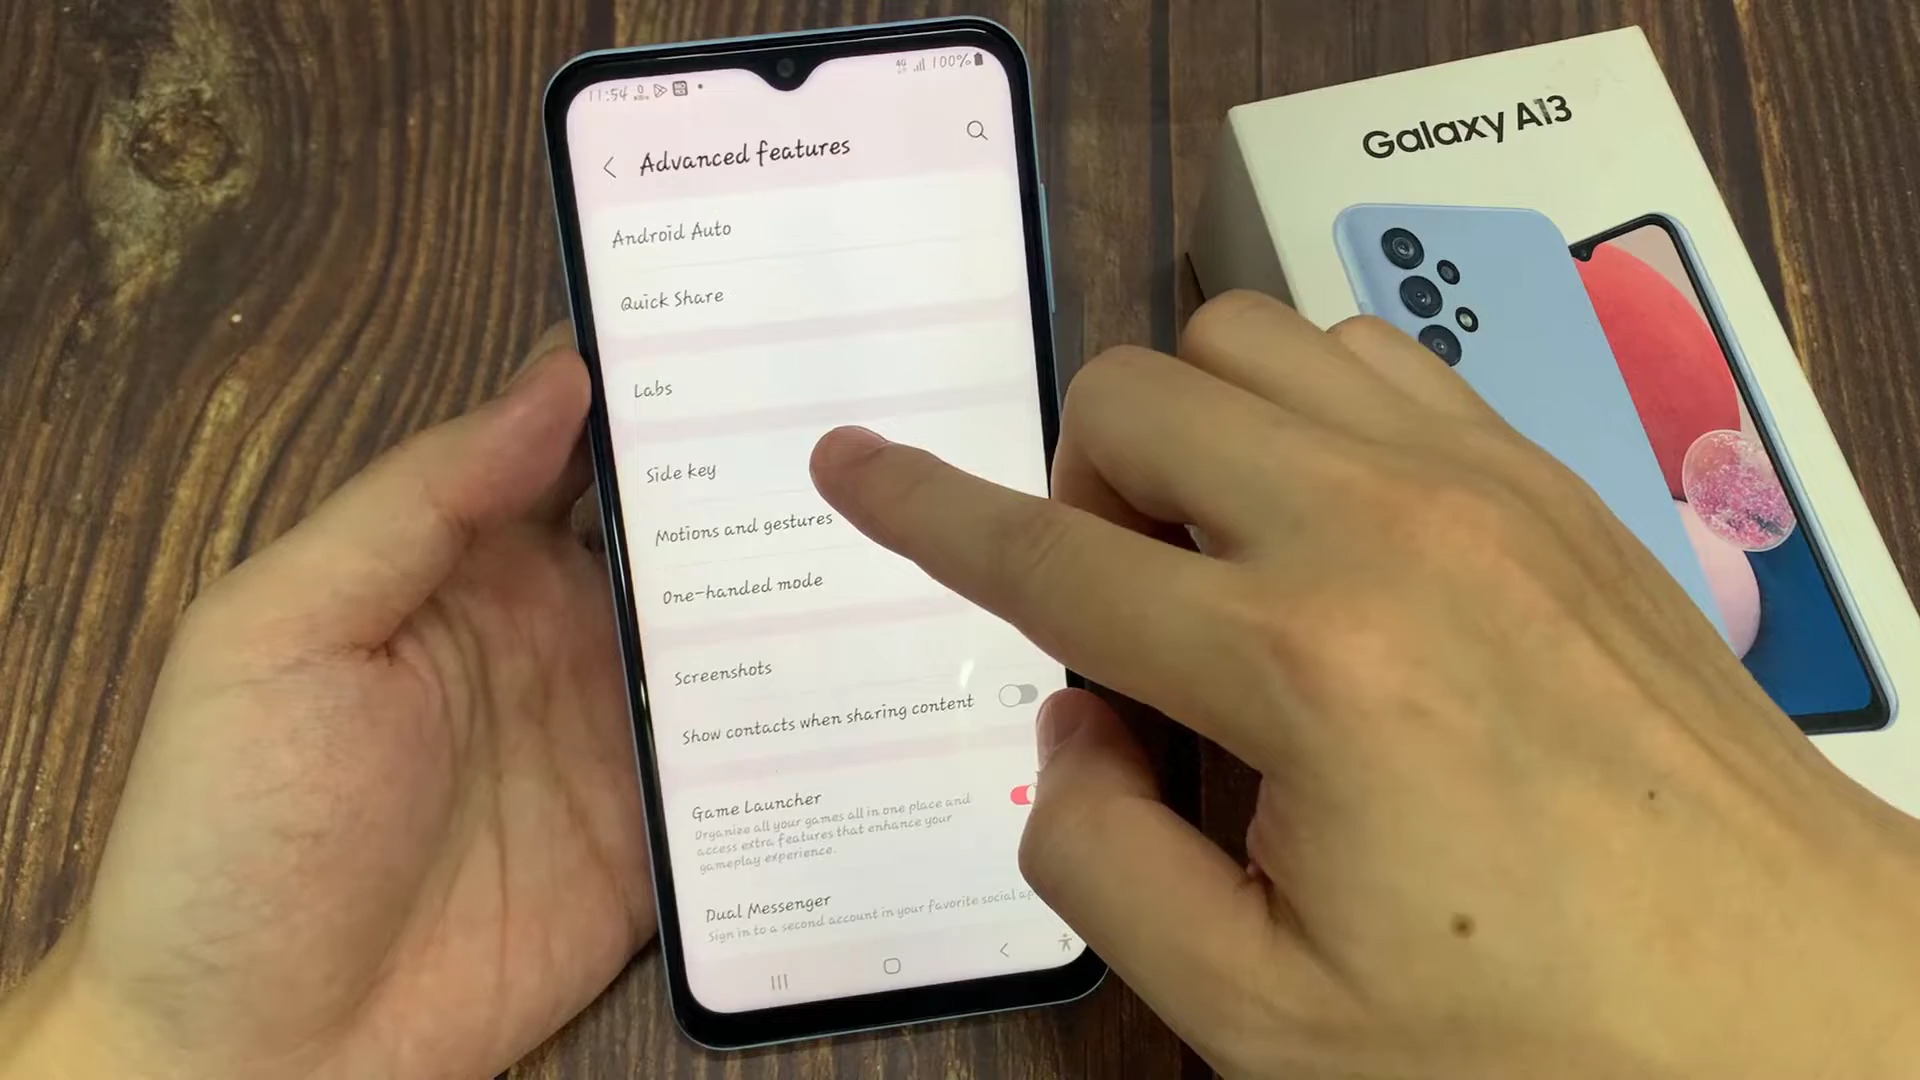 11:54
4G
100%
Advanced features
Android Auto
Quick Share
Labs
Side key
Motions and gestures
One-handed mode
Screenshots
Show contacts when sharing content
Game Launcher
Organize all your games all in one place and
access extra features that enhance your
gameplay experience.
Dual Messenger
Sign in to a second account in your favorite social
Galaxy A13